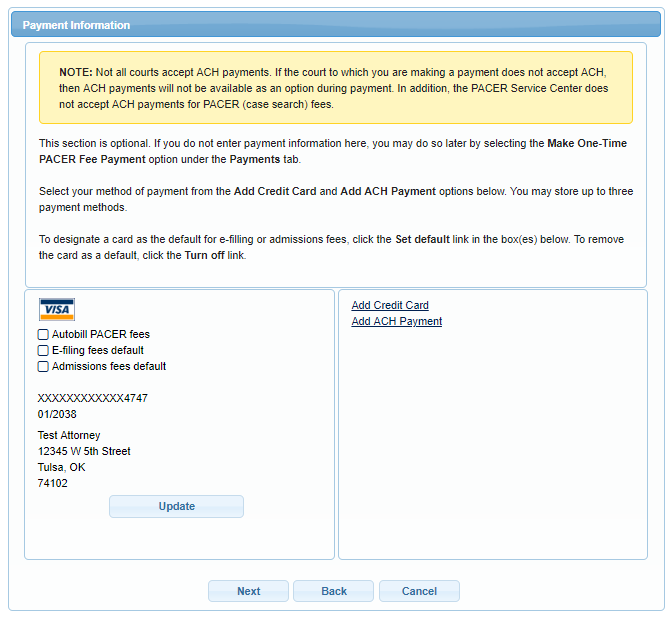 Payment Information
NOTE: Not all courts accept ACH payments. If the court to which you are making a payment does not accept ACH,
then ACH payments will not be available as an option during payment. In addition, the PACER Service Center does
not accept ACH payments for PACER (case search) fees.
This section is optional. If you do not enter payment information here, you may do so later by selecting the Make One-Time
PACER Fee Payment option under the Payments tab.
Select your method of payment from the Add Credit Card and Add ACH Payment options below. You may store up to three
payment methods.
To designate a card as the default for e-filling or admissions fees, click the Set default link in the box(es) below. To remove
the card as a default, click the Turn off link.
VISA
Autobill PACER fees
E-filing fees default
Admissions fees default
XXXXXXXXXXXX4747
01/2038
Test Attorney
12345 W 5th Street
Tulsa, OK
74102
Update
Add Credit Card
Add ACH Payment
Next
Back
Cancel